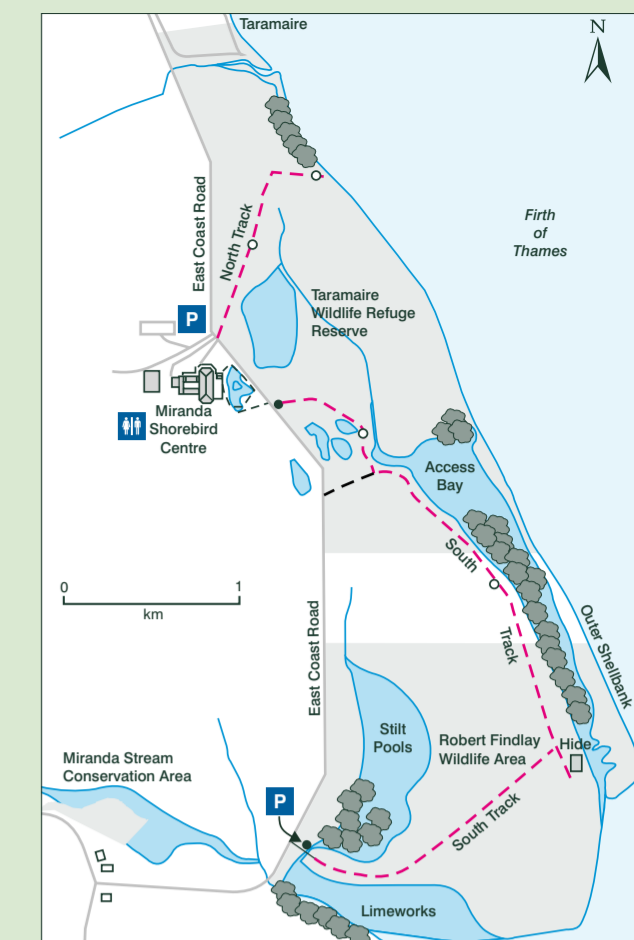 Taramaire
N
East Coast Road
North Track
Firth
of
Thames
Taramaire
Wildlife Refuge
Reserve
P
Miranda
Shorebird
Centre
Access
Bay
0 1
km
South
Track
Outer Shellbank
East Coast Road
Stilt
Pools
Robert Findlay
Wildlife Area
Hide
Miranda Stream
Conservation Area
P
South Track
Limeworks